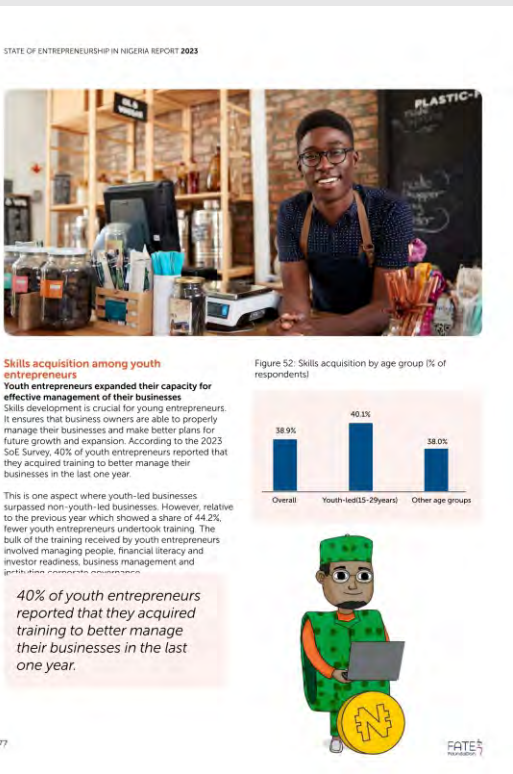 STATE OF ENTREPRENEURSHIP IN NIGERIA REPORT 2023
OIL &
VINEGAR
PLASTIC-
Skills acquisition among youth
entrepreneurs
Youth entrepreneurs expanded their capacity for
effective management of their businesses
Skills development is crucial for young entrepreneurs.
It ensures that business owners are able to properly
manage their businesses and make better plans for
future growth and expansion. According to the 2023
SoE Survey, 40% of youth entrepreneurs reported that
they acquired training to better manage their
businesses in the last one year.
This is one aspect where youth-led businesses
surpassed non-youth-led businesses. However, relative
to the previous year which showed a share of 44.2%,
fewer youth entrepreneurs undertook training. The
bulk of the training received by youth entrepreneurs
involved managing people, financial literacy and
investor readiness, business management and
institution corporate governance
40% of youth entrepreneurs
reported that they acquired
training to better manage
their businesses in the last
one year.
Figure 52: Skills acquisition by age group (% of
respondents)
38.9%
40.1%
38.0%
Overall
Youth-led(15-29years)
Other age groups
₦
77
FATE
Foundation